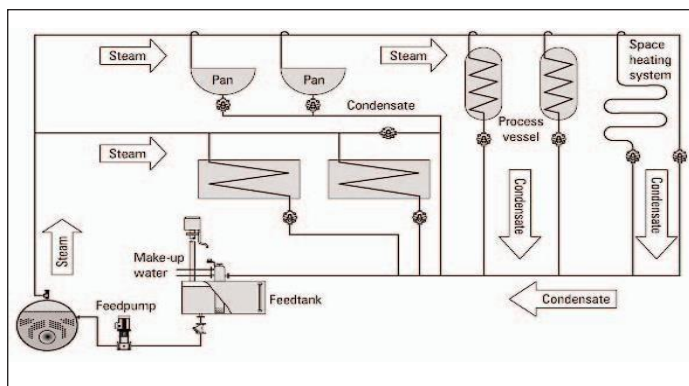 Steam
Steam
Space
heating
system
Pan
Pan
Condensate
Process
vessel
Steam
Condensate
Condensate
Steam
Make-up
water
Feedtank
Feedpump
Condensate